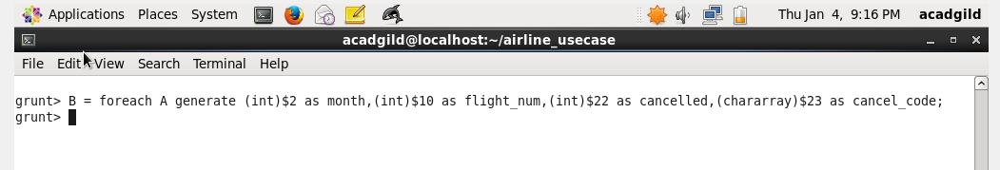 Applications Places System Thu Jan 4, 9:16 PM acadgild
acadgild@localhost:~/airline_usecase
File Edit View Search Terminal Help
grunt> B = foreach A generate (int)$2 as month,(int)$10 as flight_num,(int)$22 as cancelled,(chararray)$23 as cancel_code;
grunt>